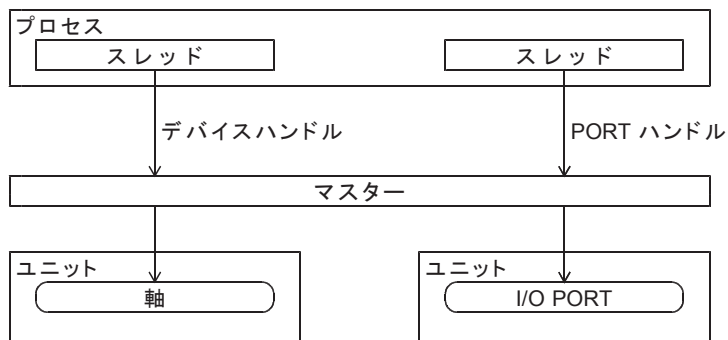 プロセス
スレッド
スレッド
デバイスハンドル
PORT ハンドル
マスター
ユニット
ユニット
軸
I/O PORT